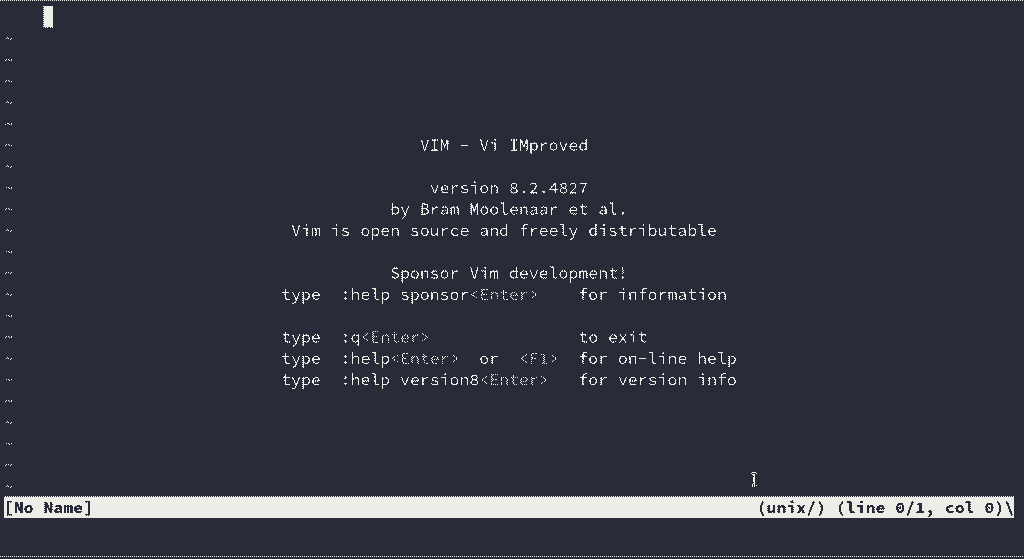 ~
~
~
~
~
~ VIM - Vi IMproved
~
~ version 8.2.4827
~ by Bram Moolenaar et al.
~ Vim is open source and freely distributable
~
~ Sponsor Vim development!
~ type :help sponsor<Enter> for information
~
~ type :q<Enter> to exit
~ type :help<Enter> or <F1> for on-line help
~ type :help version8<Enter> for version info
~
~
~
~
~
[No Name] (unix/) (line 0/1, col 0)\